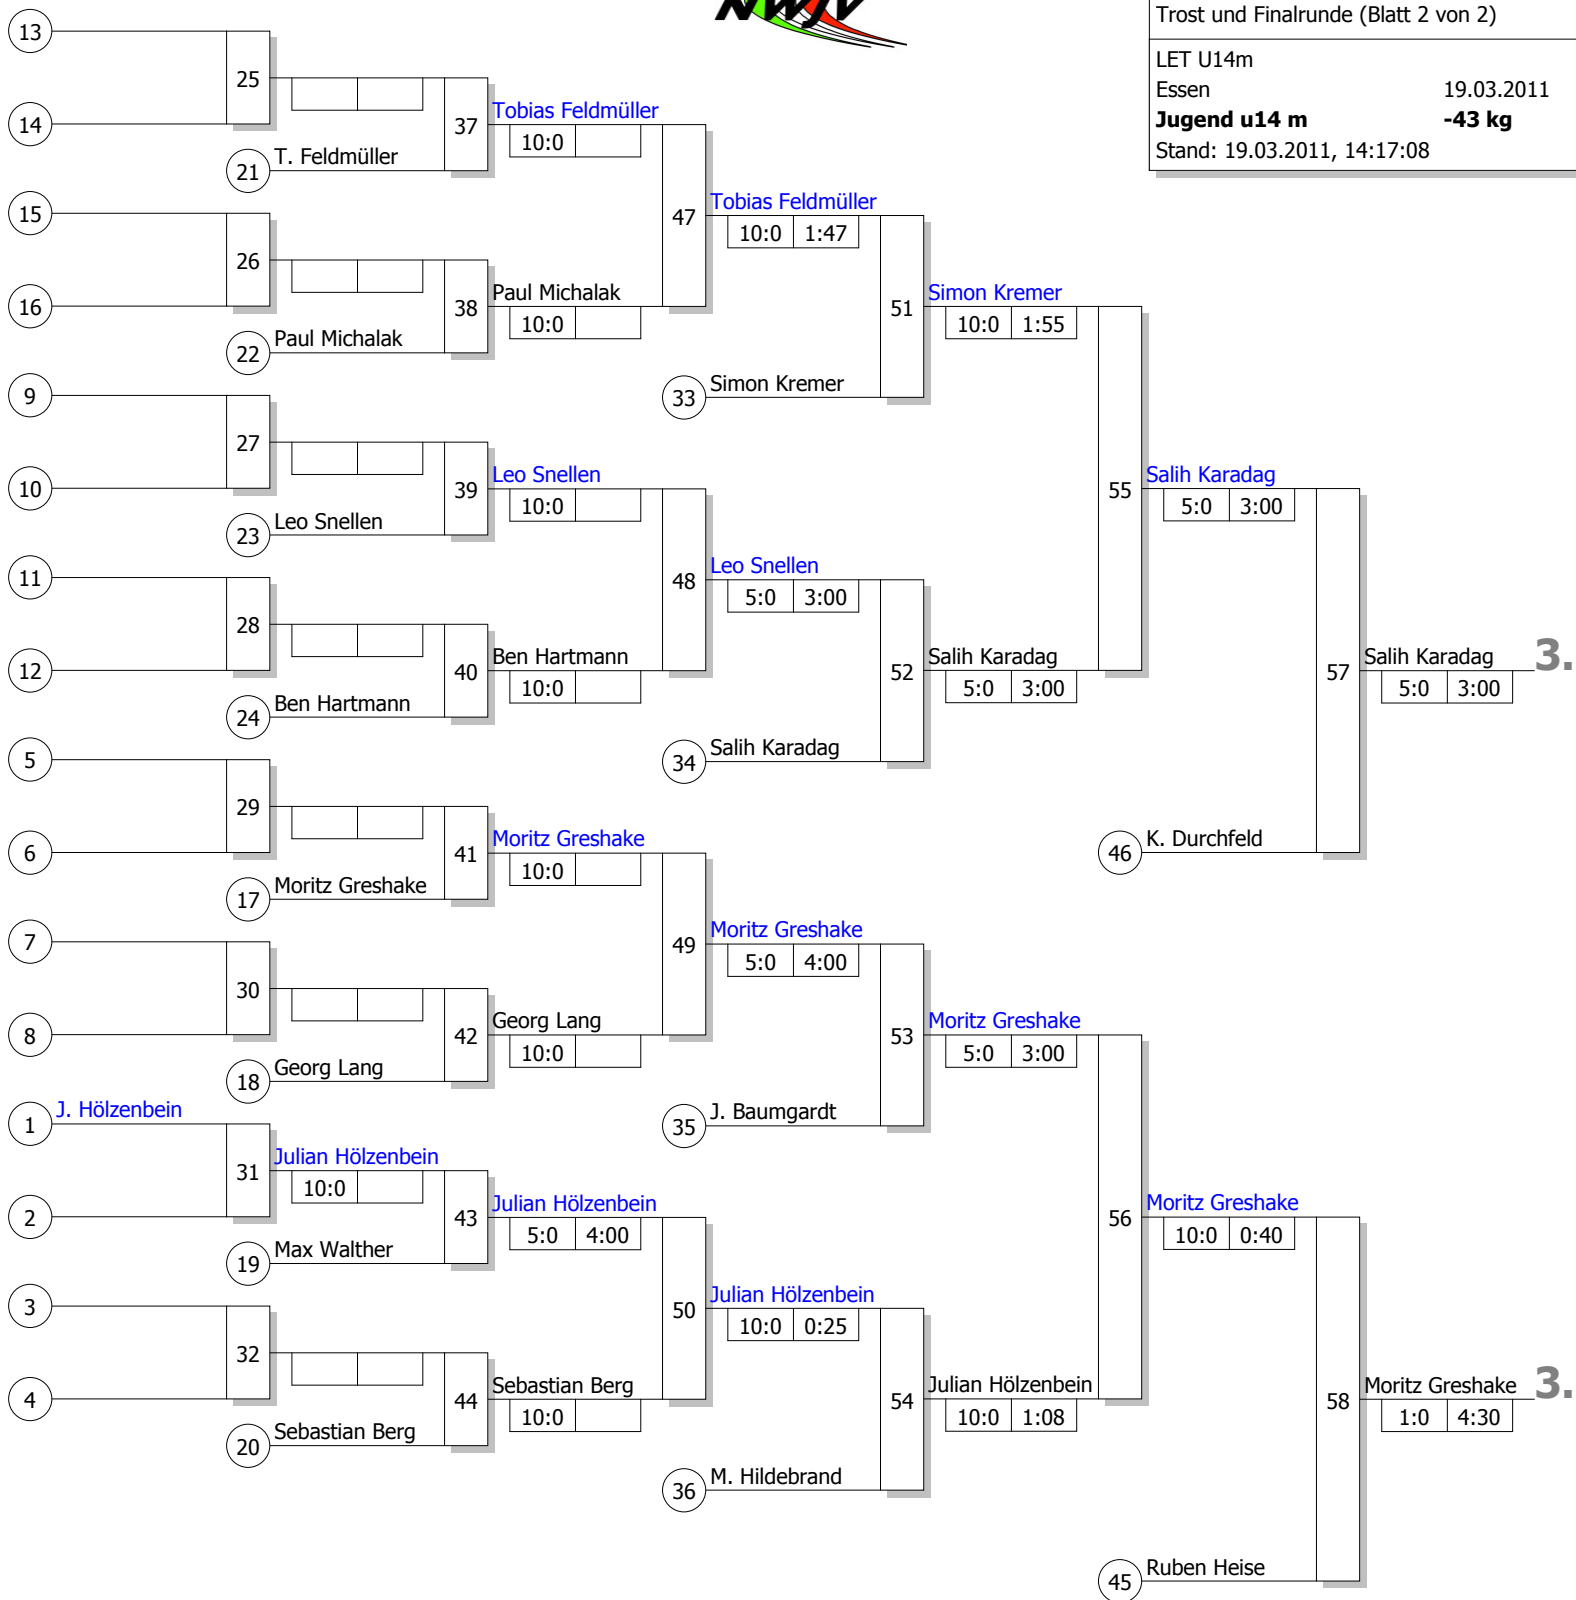 NWJV
Trost und Finalrunde (Blatt 2 von 2)
LET U14m
Essen 19.03.2011
Jugend u14 m -43 kg
Stand: 19.03.2011, 14:17:08
13
25
14
37
Tobias Feldmüller
10:0
21 T. Feldmüller
15
47
Tobias Feldmüller
10:0 1:47
26
16
38
Paul Michalak
10:0
22 Paul Michalak
51
Simon Kremer
10:0 1:55
33 Simon Kremer
9
27
10
39
Leo Snellen
10:0
23 Leo Snellen
55
Salih Karadag
5:0 3:00
11
48
Leo Snellen
5:0 3:00
28
12
40
Ben Hartmann
10:0
24 Ben Hartmann
52
Salih Karadag
5:0 3:00
57
Salih Karadag 3.
5:0 3:00
34 Salih Karadag
5
29
6
41
Moritz Greshake
10:0
46 K. Durchfeld
17 Moritz Greshake
7
49
Moritz Greshake
5:0 4:00
30
8
42
Georg Lang
10:0
18 Georg Lang
53
Moritz Greshake
5:0 3:00
35 J. Baumgardt
1 J. Hölzenbein
31
Julian Hölzenbein
10:0
2
43
Julian Hölzenbein
5:0 4:00
19 Max Walther
56
Moritz Greshake
10:0 0:40
3
50
Julian Hölzenbein
10:0 0:25
32
4
44
Sebastian Berg
10:0
20 Sebastian Berg
54
Julian Hölzenbein
10:0 1:08
58
Moritz Greshake 3.
1:0 4:30
36 M. Hildebrand
45 Ruben Heise